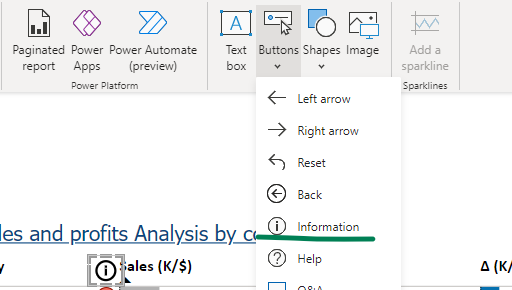 Paginated report
Power Apps
Power Automate (preview)
Text box
Buttons
Shapes
Image
Add a sparkline
Power Platform
Sparklines
Left arrow
Right arrow
Reset
Back
Information
Help
Q&A
les and profits Analysis by c
y
Sales (K/$)
Δ (K/